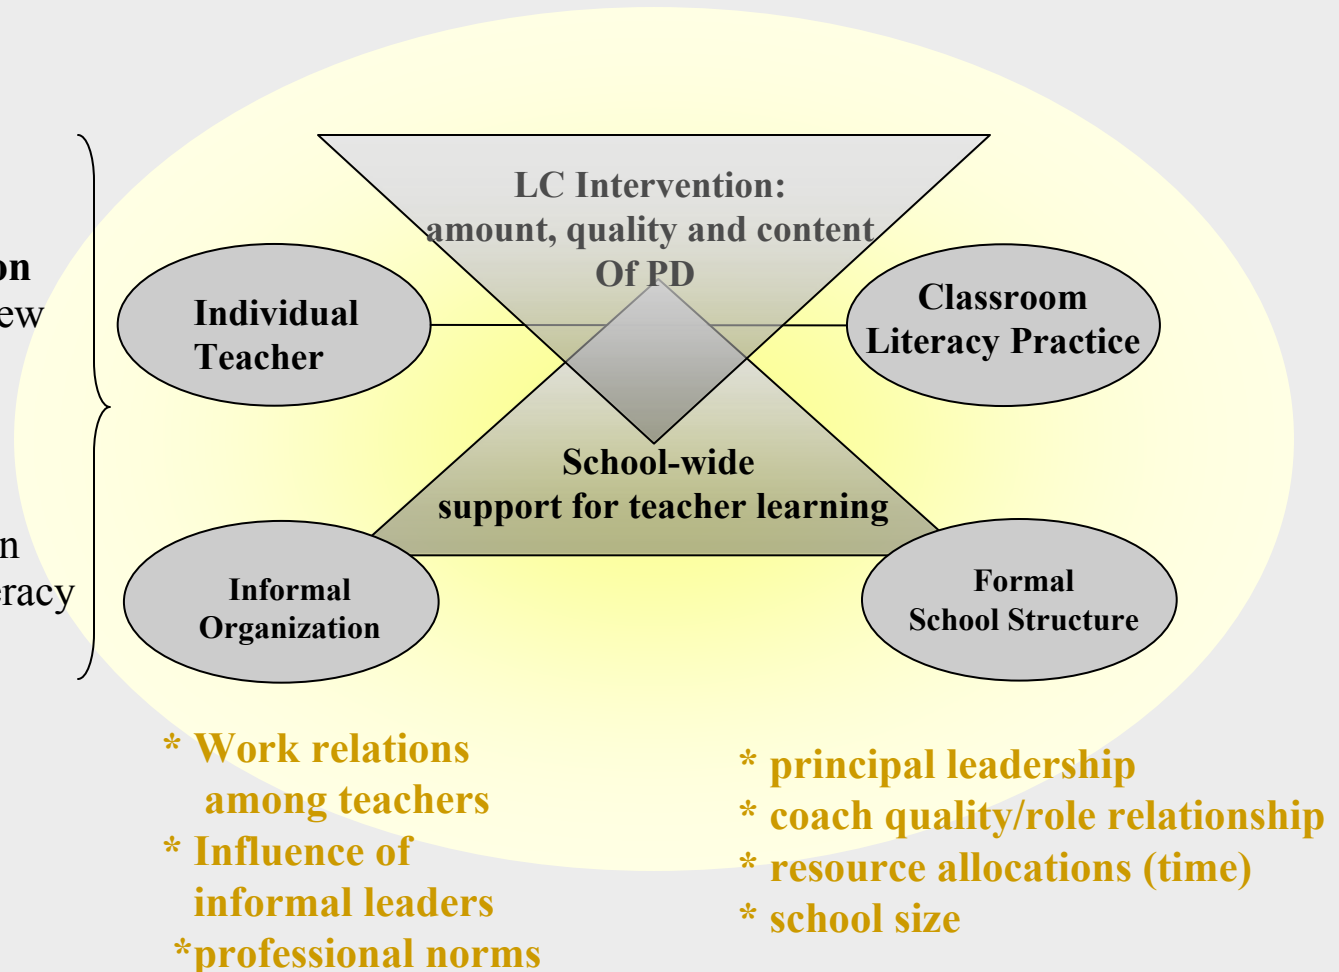 LC Intervention:
amount, quality and content
Of PD
Individual
Teacher
Classroom
Literacy Practice
School-wide
support for teacher learning
Informal
Organization
Formal
School Structure
* Work relations
among teachers
* Influence of
informal leaders
*professional norms
* principal leadership
* coach quality/role relationship
* resource allocations (time)
* school size